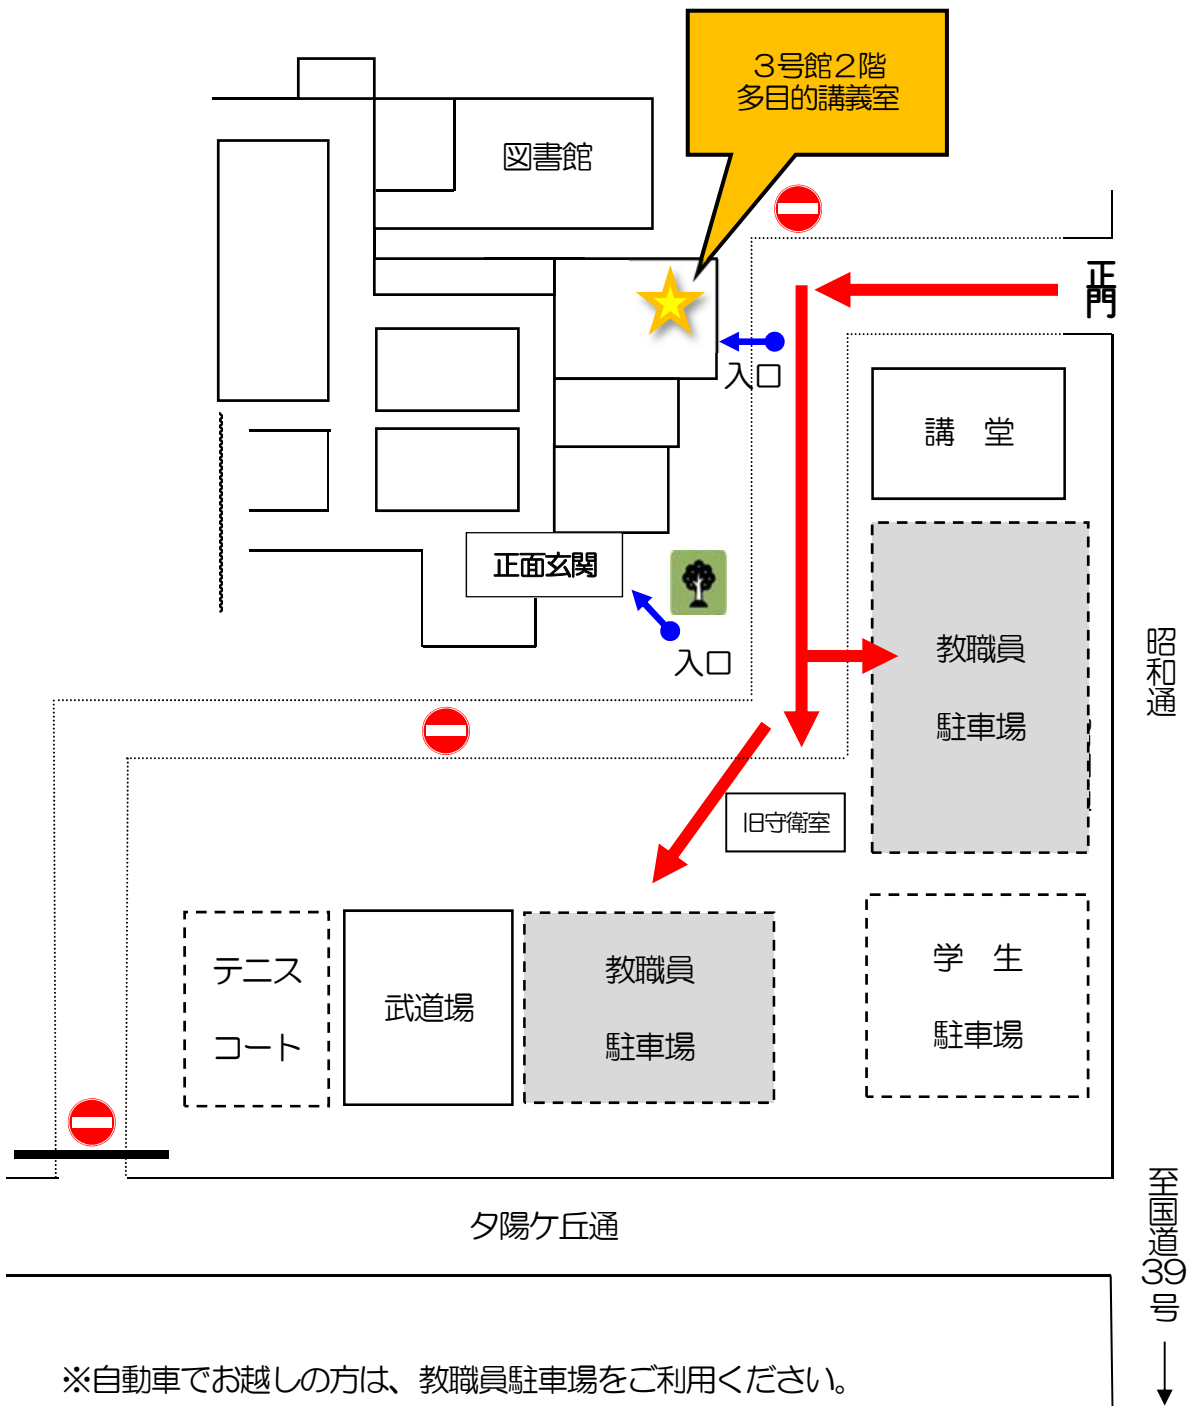 ３号館２階
多目的講義室
図書館
正門
入口
講　堂
正面玄関
入口
教職員
駐車場
昭和通
旧守衛室
テニス
コート
武道場
教職員
駐車場
学　生
駐車場
夕陽ケ丘通
至国道39号
※自動車でお越しの方は、教職員駐車場をご利用ください。